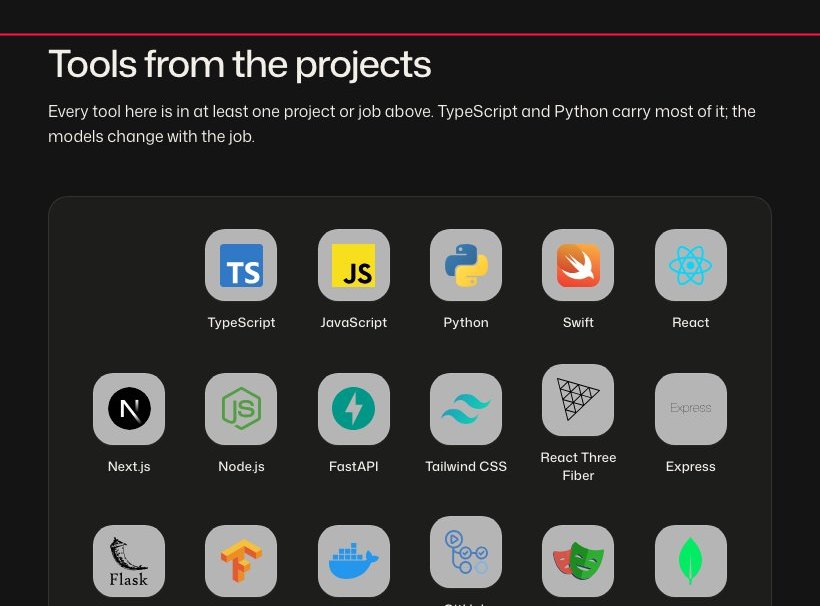 Tools from the projects
Every tool here is in at least one project or job above. TypeScript and Python carry most of it; the
models change with the job.
TS
JS
TypeScript
JavaScript
Python
Swift
React
N
JS
Express
Next.js
Node.js
FastAPI
Tailwind CSS
React Three
Fiber
Express
Flask